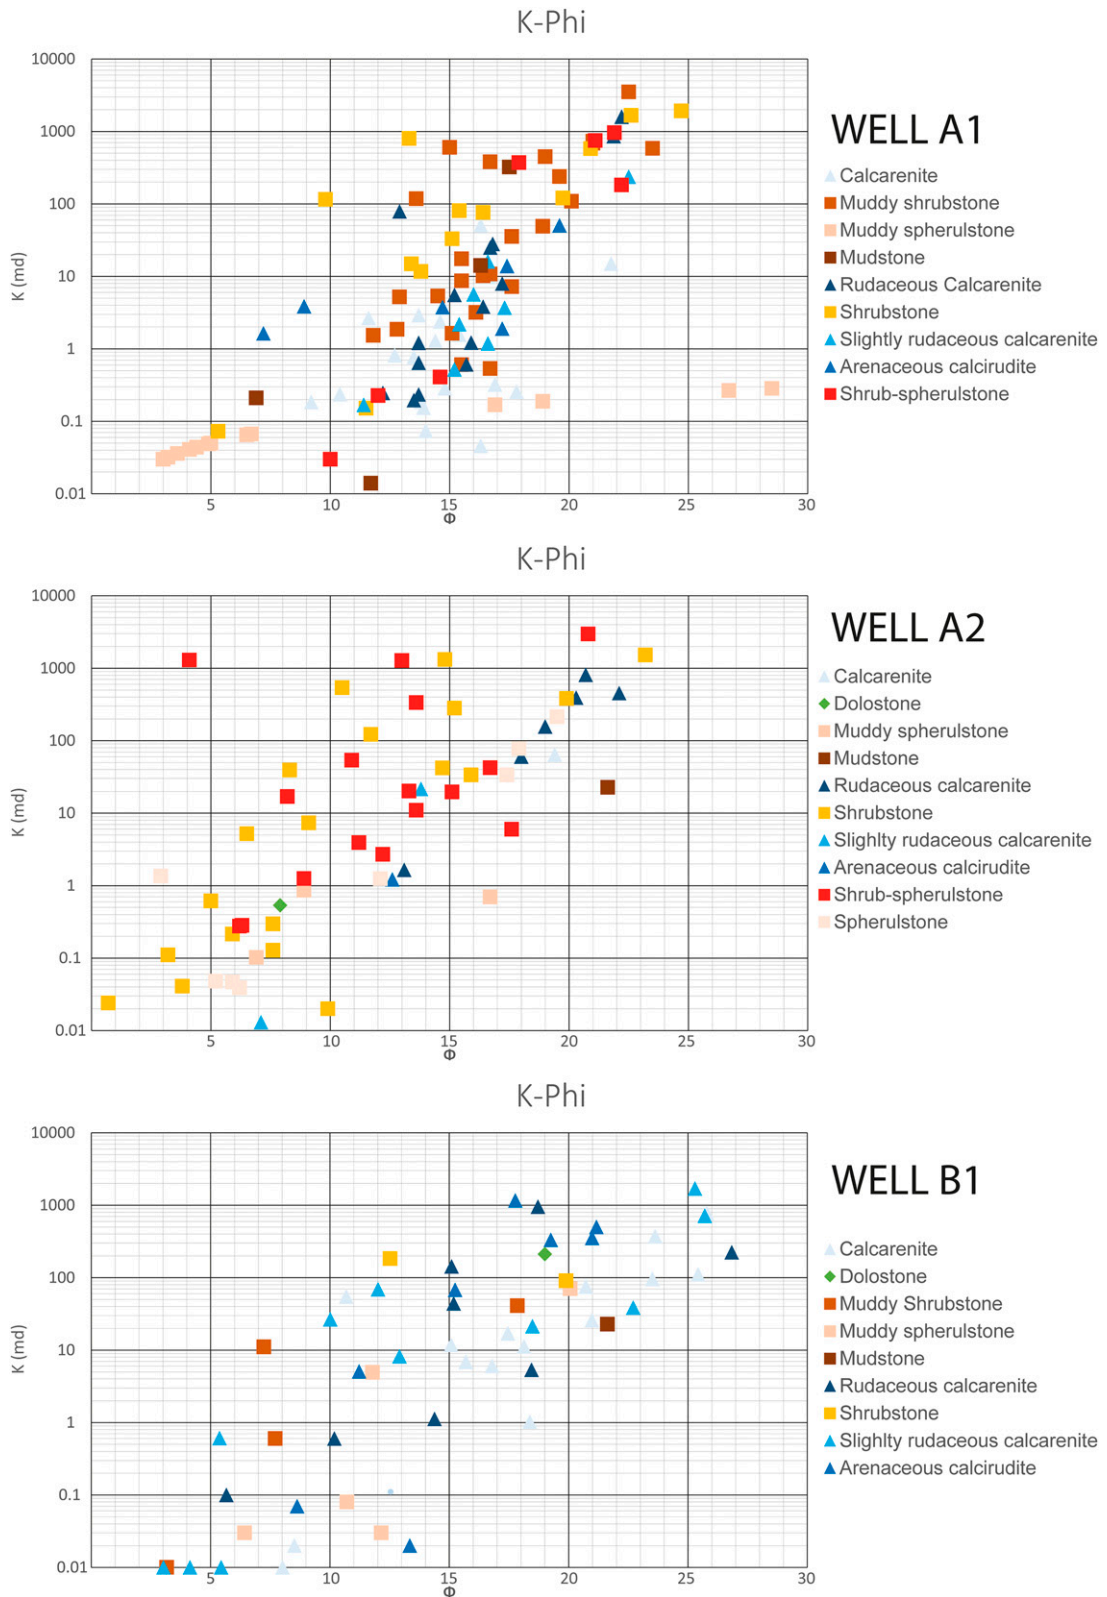 K-Phi
10000
1000
100
10
1
0.1
0.01
K (md)
5
10
15
20
25
30
Φ
WELL A1
Calcarenite
Muddy shrubstone
Muddy spherulstone
Mudstone
Rudaceous Calcarenite
Shrubstone
Slightly rudaceous calcarenite
Arenaceous calcirudite
Shrub-spherulstone
K-Phi
10000
1000
100
10
1
0.1
0.01
K (md)
5
10
15
20
25
30
Φ
WELL A2
Calcarenite
Dolostone
Muddy spherulstone
Mudstone
Rudaceous calcarenite
Shrubstone
Slighlty rudaceous calcarenite
Arenaceous calcirudite
Shrub-spherulstone
Spherulstone
K-Phi
10000
1000
100
10
1
0.1
0.01
K (md)
5
10
15
20
25
30
Φ
WELL B1
Calcarenite
Dolostone
Muddy Shrubstone
Muddy spherulstone
Mudstone
Rudaceous calcarenite
Shrubstone
Slighlty rudaceous calcarenite
Arenaceous calcirudite